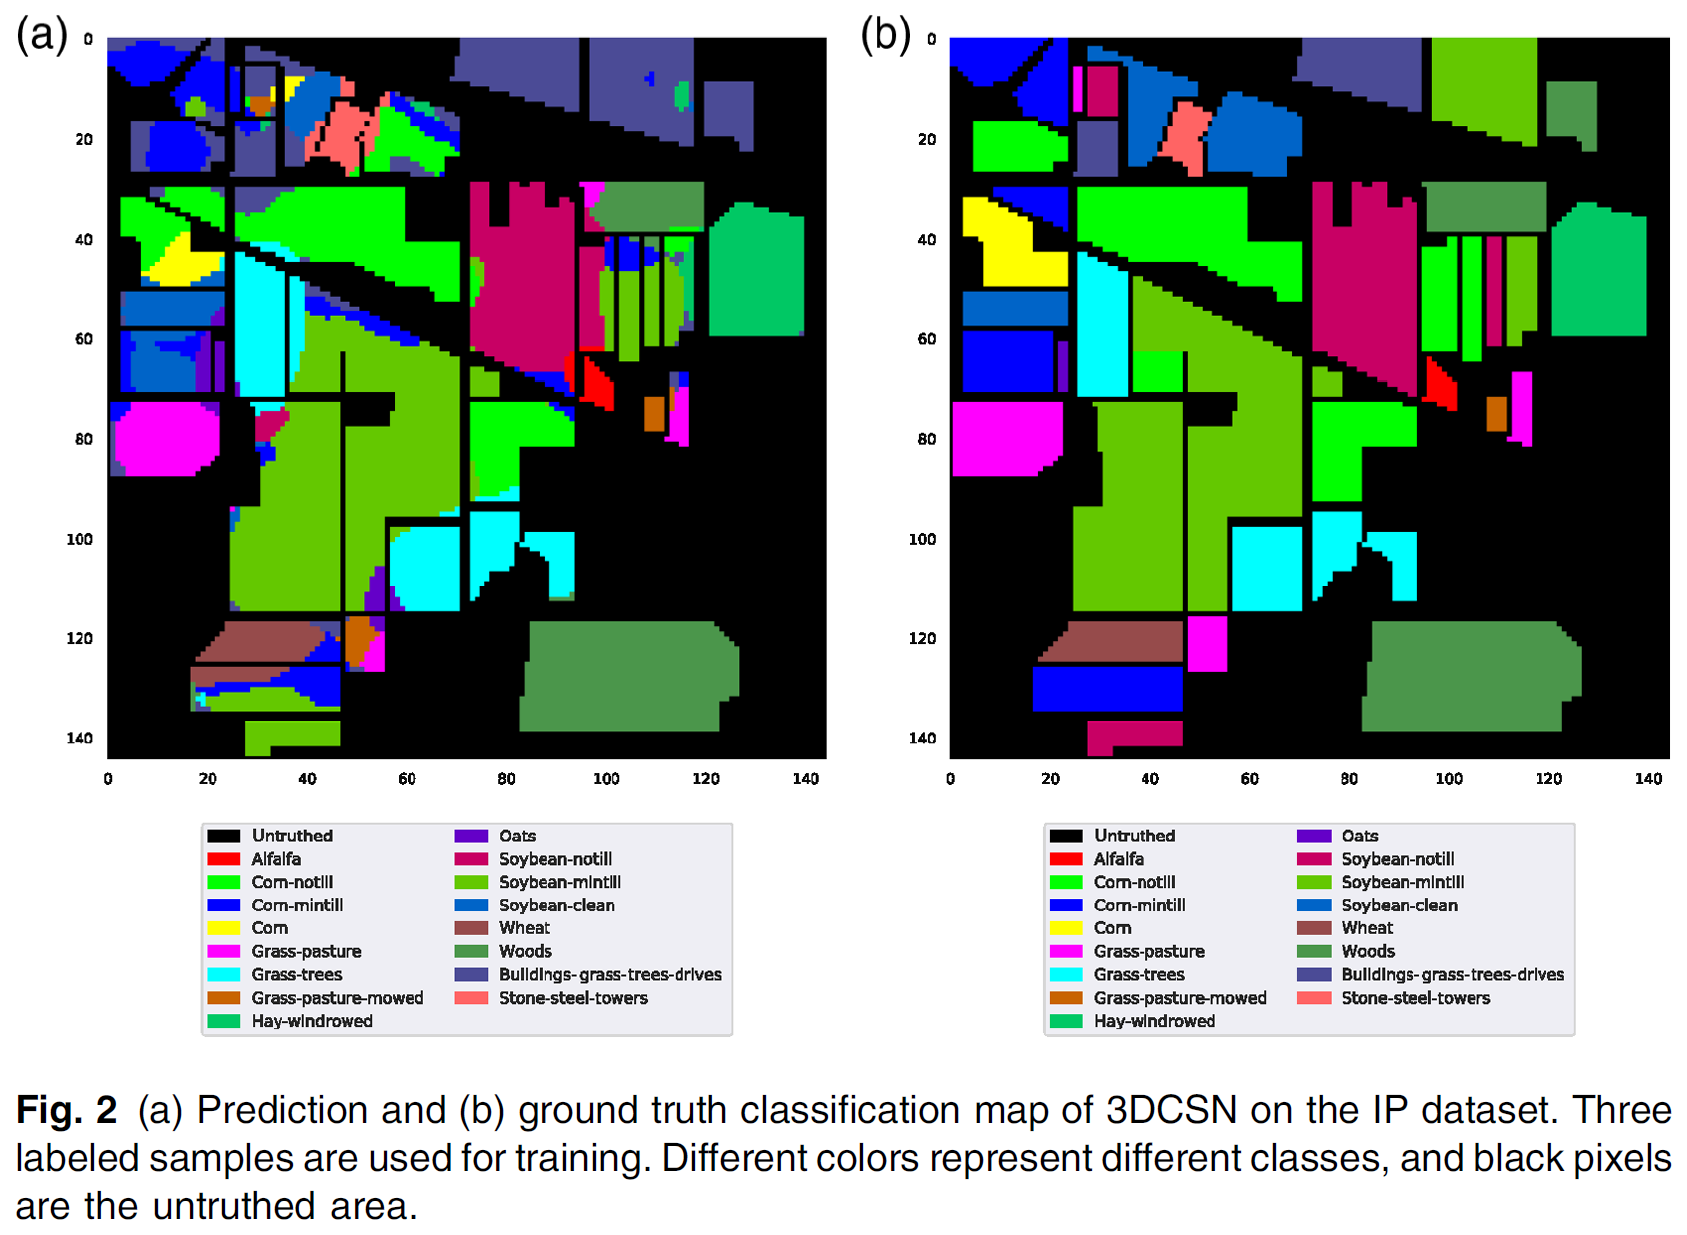 (a)
(b)
0
20
40
60
80
100
120
140
0 20 40 60 80 100 120 140
0
20
40
60
80
100
120
140
0 20 40 60 80 100 120 140
Untruthed
Alfalfa
Corn-notill
Corn-mintill
Corn
Grass-pasture
Grass-trees
Grass-pasture-mowed
Hay-windrowed
Oats
Soybean-notill
Soybean-mintill
Soybean-clean
Wheat
Woods
Buildings-grass-trees-drives
Stone-steel-towers
Untruthed
Alfalfa
Corn-notill
Corn-mintill
Corn
Grass-pasture
Grass-trees
Grass-pasture-mowed
Hay-windrowed
Oats
Soybean-notill
Soybean-mintill
Soybean-clean
Wheat
Woods
Buildings-grass-trees-drives
Stone-steel-towers
Fig. 2 (a) Prediction and (b) ground truth classification map of 3DCSN on the IP dataset. Three
labeled samples are used for training. Different colors represent different classes, and black pixels
are the untruthed area.